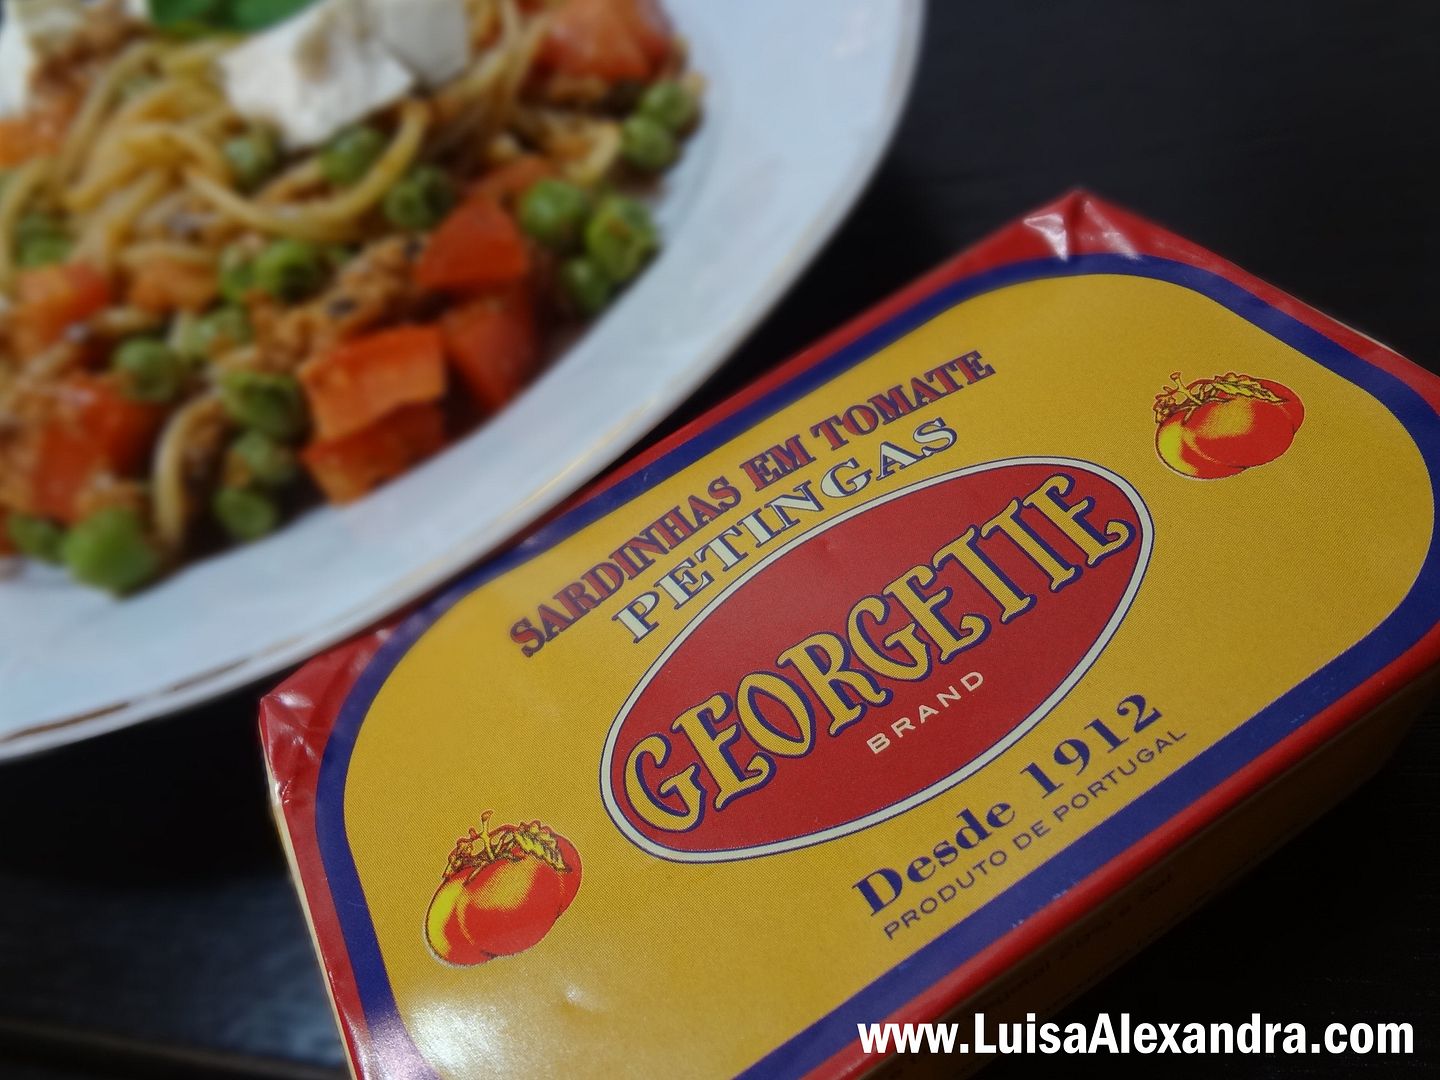 SARDINHAS EM TOMATE
PETINGAS
GEORGETTE
BRAND
Desde 1912
PRODUTO DE PORTUGAL
www.LuisaAlexandra.com